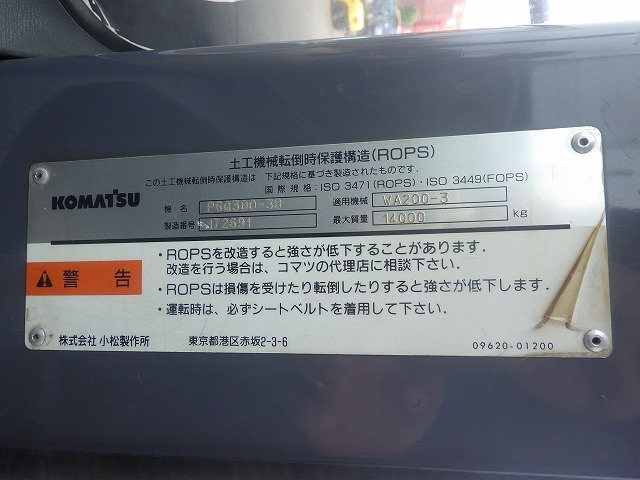 土工機械転倒時保護構造(ROPS)
この土工機械転倒時保護構造は 下記規格に基づき製造されたものです.
国際規格:ISO 3471(ROPS)・ISO 3449(FOPS)
KOMATSU
機名 適用機械 WA200-3
製造番号 最大質量 14000 kg
警告
・ROPSを改造すると強さが低下することがあります.
改造を行う場合は、コマツの代理店に相談下さい.
・ROPSは損傷を受けたり転倒したりすると強さが低下します.
・運転時は、必ずシートベルトを着用して下さい.
株式会社 小松製作所 東京都港区赤坂2-3-6
09620-01200